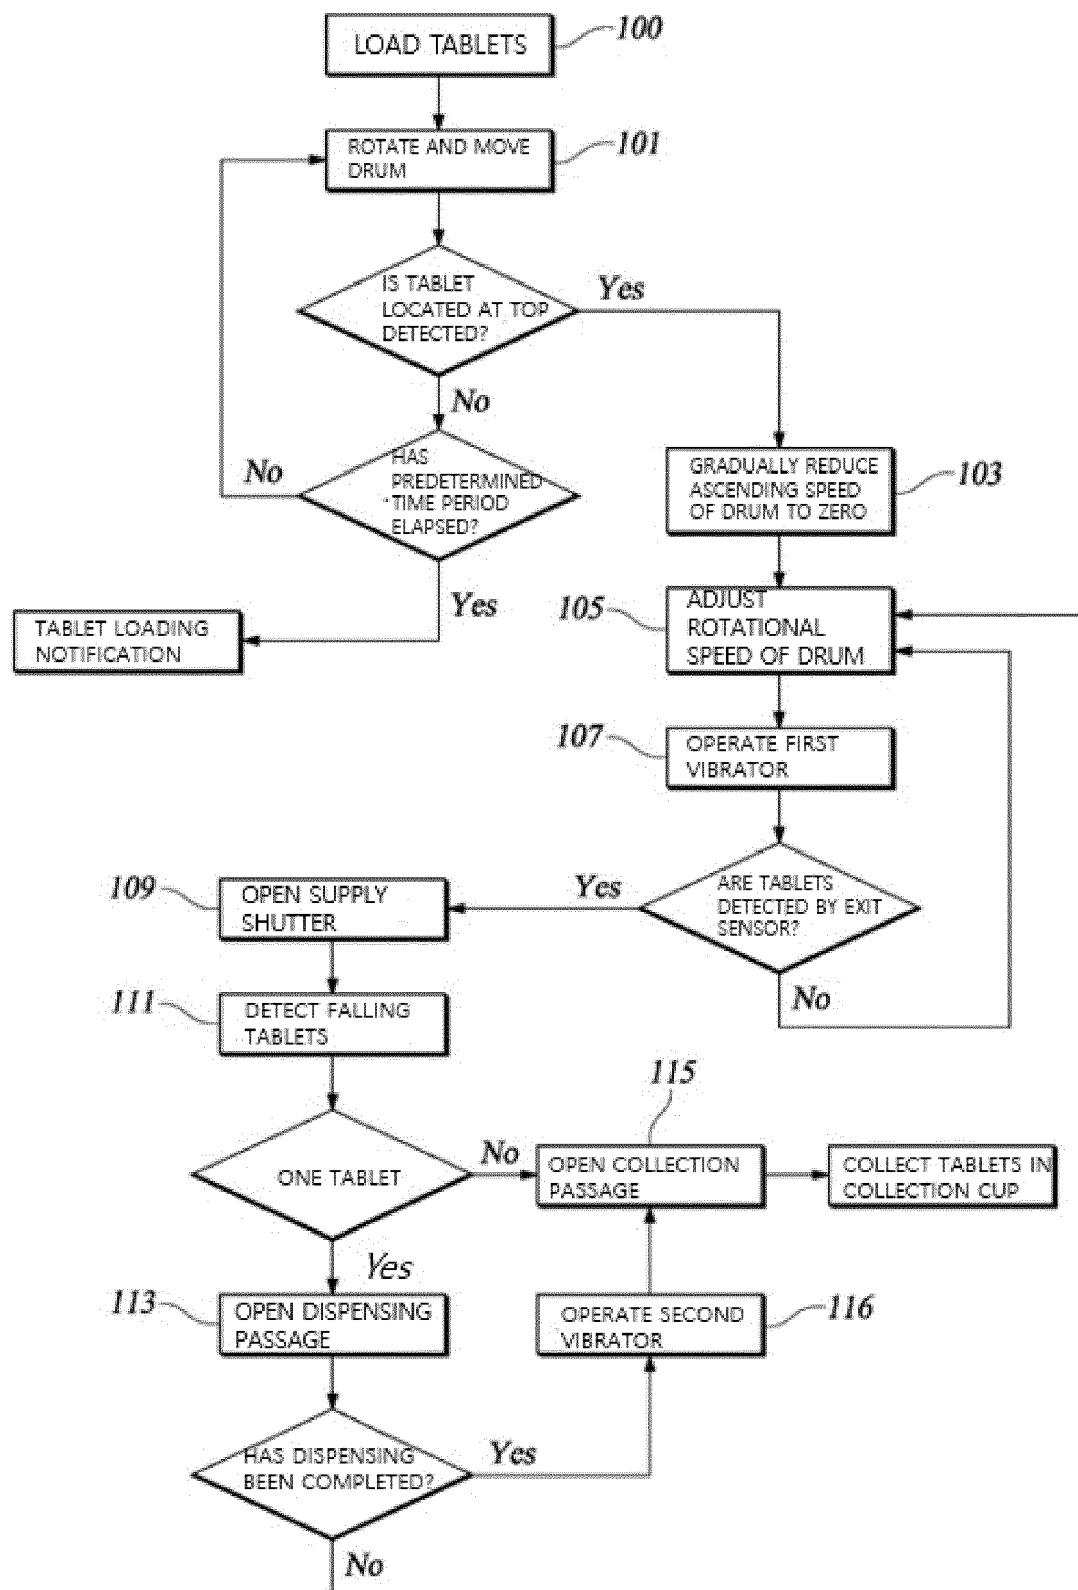 LOAD TABLETS
100
ROTATE AND MOVE
DRUM
101
IS TABLET
LOCATED AT TOP
DETECTED?
Yes
No
HAS
PREDETERMINED
TIME PERIOD
ELAPSED?
No
Yes
TABLET LOADING
NOTIFICATION
GRADUALLY REDUCE
ASCENDING SPEED
OF DRUM TO ZERO
103
105
ADJUST
ROTATIONAL
SPEED OF DRUM
107
OPERATE FIRST
VIBRATOR
ARE TABLETS
DETECTED BY EXIT
SENSOR?
Yes
No
109
OPEN SUPPLY
SHUTTER
111
DETECT FALLING
TABLETS
ONE TABLET
No
Yes
115
OPEN COLLECTION
PASSAGE
COLLECT TABLETS IN
COLLECTION CUP
113
OPEN DISPENSING
PASSAGE
OPERATE SECOND
VIBRATOR
116
HAS DISPENSING
BEEN COMPLETED?
Yes
No